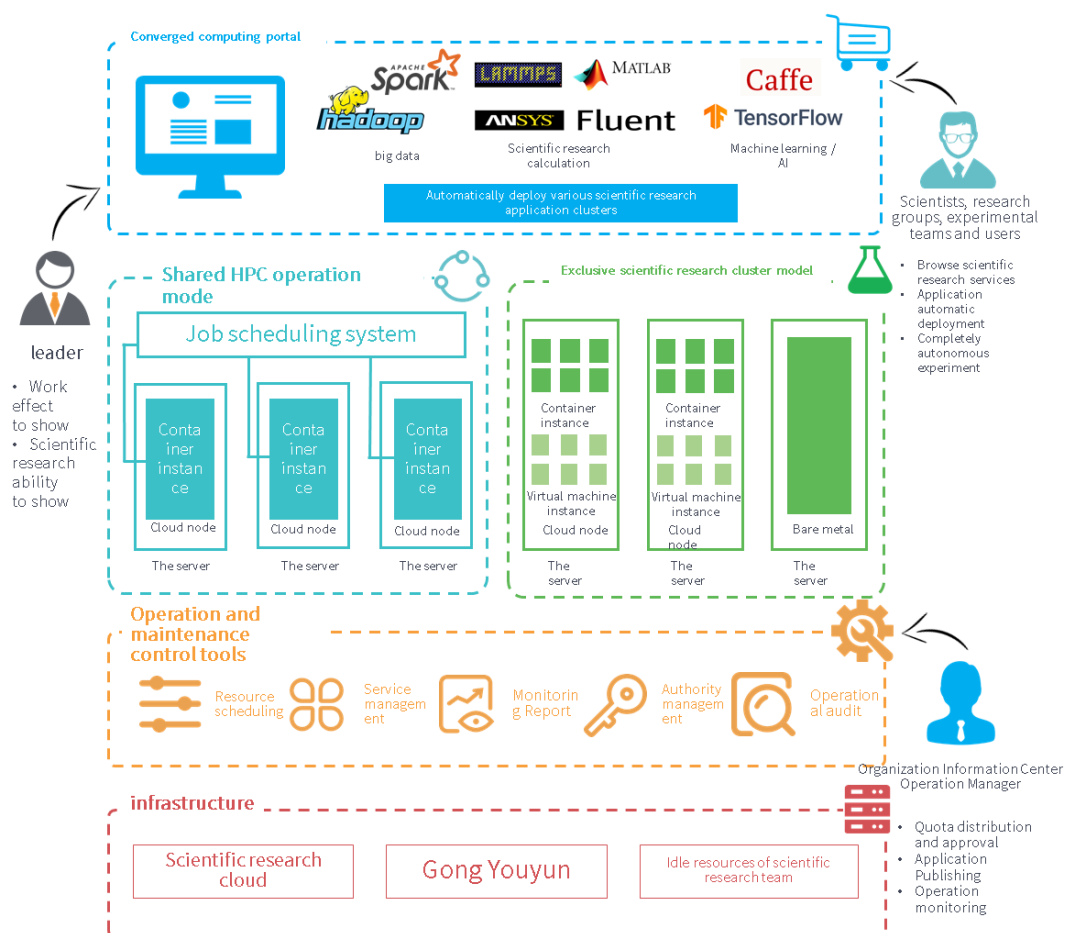 Converged computing portal
APACHE
Spark
hadoop
big data
LAMMPS
MATLAB
ANSYS
Fluent
Scientific research
calculation
Caffe
TensorFlow
Machine learning /
AI
Automatically deploy various scientific research
application clusters
Scientists, research
groups, experimental
teams and users
• Browse scientific
research services
• Application
automatic
deployment
• Completely
autonomous
experiment
leader
• Work
effect
to show
• Scientific
research
ability
to show
Shared HPC operation
mode
Job scheduling system
Conta
iner
instan
ce
Cloud node
The server
Conta
iner
instan
ce
Cloud node
The server
Conta
iner
instan
ce
Cloud node
The server
Exclusive scientific research cluster model
Container
instance
Virtual machine
instance
Cloud node
The
server
Container
instance
Virtual machine
instance
Cloud
node
The
server
Bare metal
The
server
Operation and
maintenance
control tools
Resource
scheduling
Service
managem
ent
Monitorin
g Report
Authority
managem
ent
Operation
al audit
Organization Information Center
Operation Manager
• Quota distribution
and approval
• Application
Publishing
• Operation
monitoring
infrastructure
Scientific research
cloud
Gong Youyun
Idle resources of scientific
research team